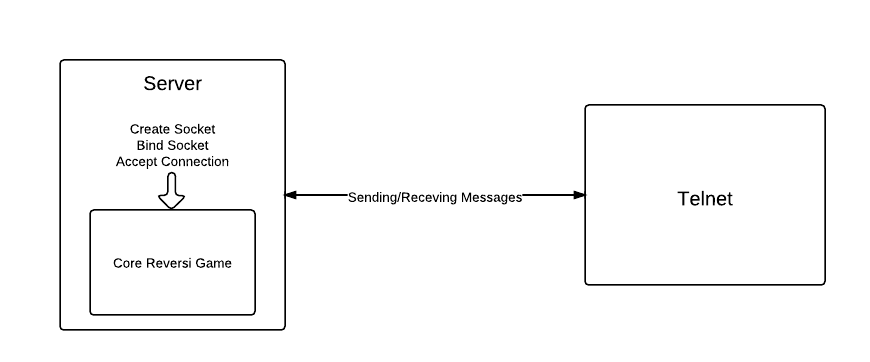 Server
Create Socket
Bind Socket
Accept Connection
Core Reversi Game
Sending/Receving Messages
Telnet